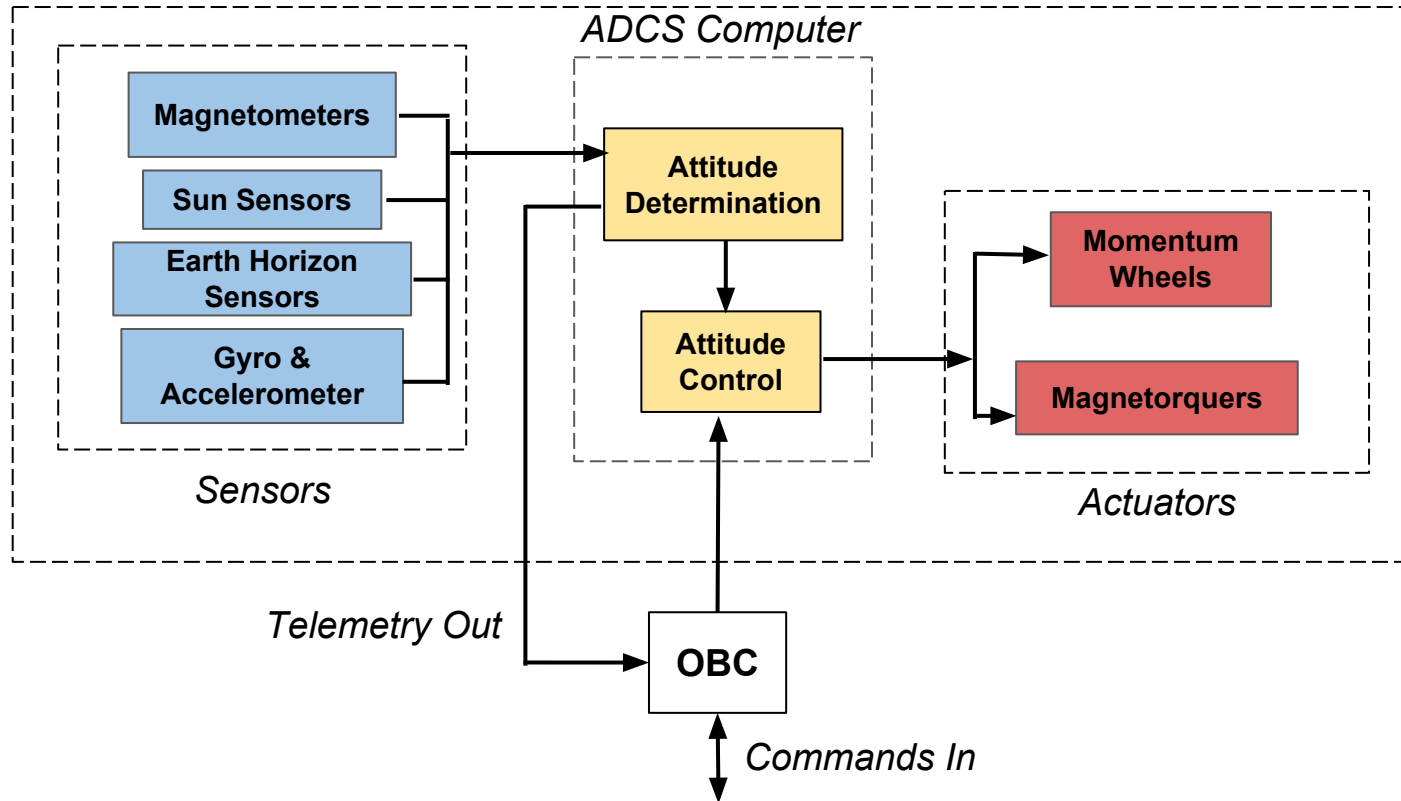 ADCS Computer
Magnetometers
Sun Sensors
Earth Horizon
Sensors
Gyro &
Accelerometer
Sensors
Attitude
Determination
Attitude
Control
Momentum
Wheels
Magnetorquers
Actuators
Telemetry Out
OBC
Commands In